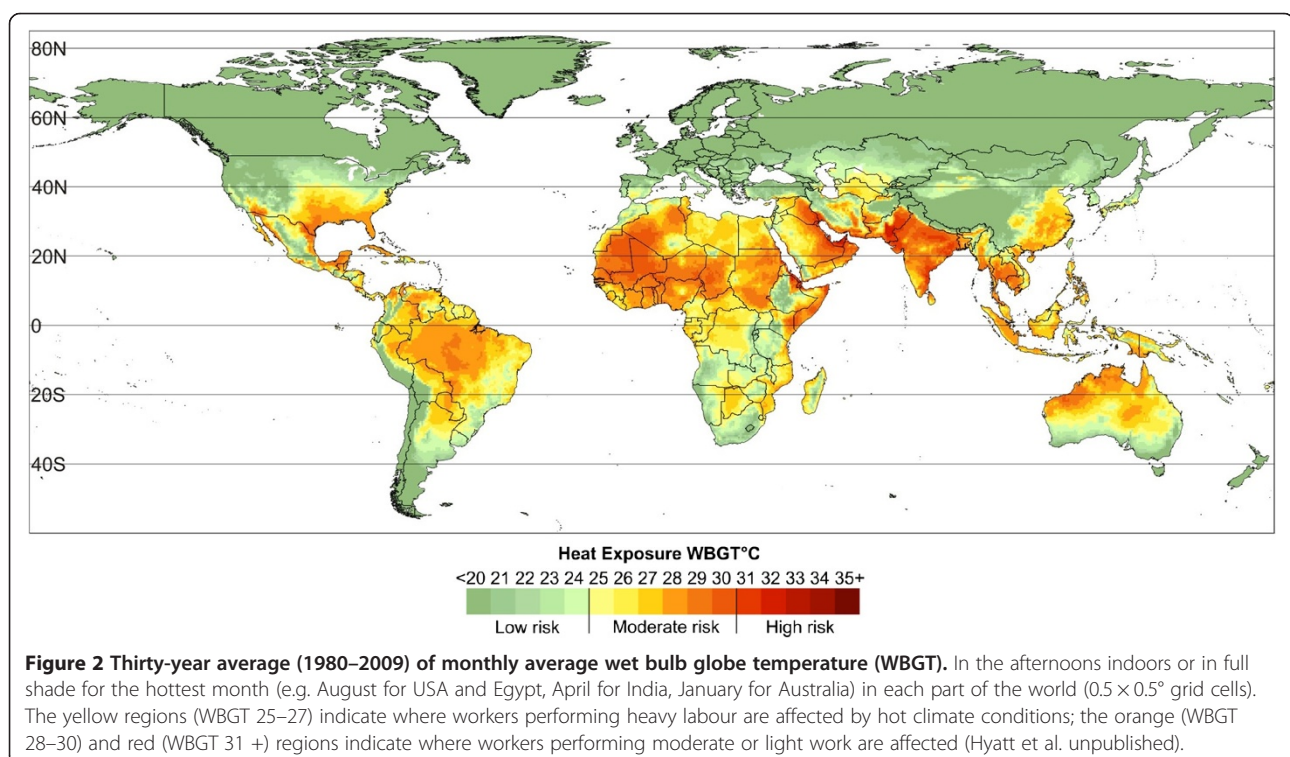 80N
60N
40N
20N
0
20S
40S
Heat Exposure WBGT°C
<20 21 22 23 24 25 26 27 28 29 30 31 32 33 34 35+
Low risk Moderate risk High risk
Figure 2 Thirty-year average (1980–2009) of monthly average wet bulb globe temperature (WBGT). In the afternoons indoors or in full
shade for the hottest month (e.g. August for USA and Egypt, April for India, January for Australia) in each part of the world (0.5 × 0.5° grid cells).
The yellow regions (WBGT 25–27) indicate where workers performing heavy labour are affected by hot climate conditions; the orange (WBGT
28–30) and red (WBGT 31 +) regions indicate where workers performing moderate or light work are affected (Hyatt et al. unpublished).